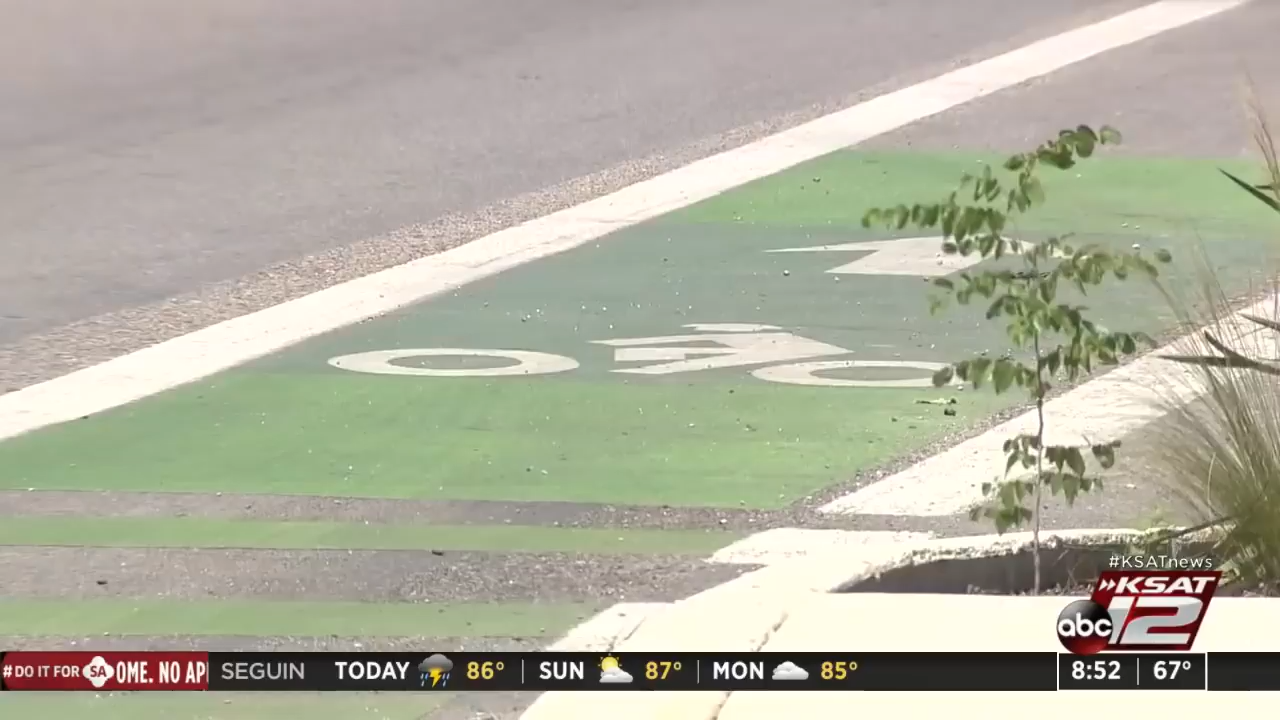 #KSATnews
KSAT
abc 12
#DO IT FOR SA OME. NO AP
SEGUIN TODAY 86° SUN 87° MON 85° 8:52 67°